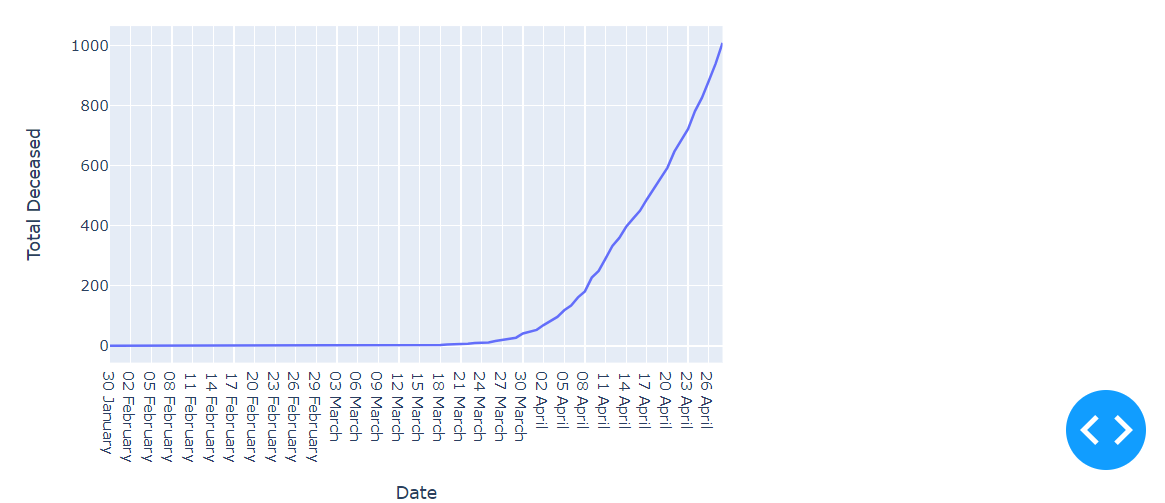 1000
800
600
400
200
0
Total Deceased
30 January
02 February
05 February
08 February
11 February
14 February
17 February
20 February
23 February
26 February
29 February
03 March
06 March
09 March
12 March
15 March
18 March
21 March
24 March
27 March
30 March
02 April
05 April
08 April
11 April
14 April
17 April
20 April
23 April
26 April
Date